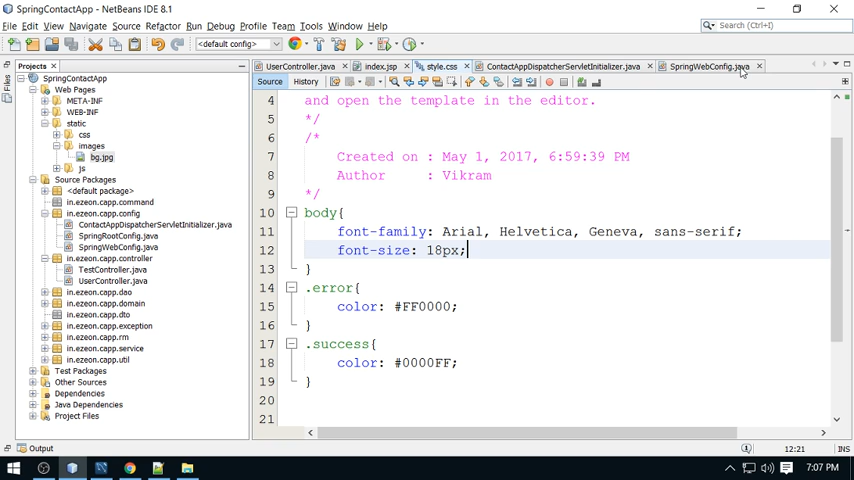 SpringContactApp - NetBeans IDE 8.1
File Edit View Navigate Source Refactor Run Debug Profile Team Tools Window Help
Search (Ctrl+I)
<default config>
Projects
UserController.java
index.jsp
style.css
ContactAppDispatcherServletInitializer.java
SpringWebConfig.java
Files
Source History
SpringContactApp
Web Pages
META-INF
WEB-INF
static
css
images
bg.jpg
js
Source Packages
<default package>
in.ezeon.capp.command
in.ezeon.capp.config
ContactAppDispatcherServletInitializer.java
SpringRootConfig.java
SpringWebConfig.java
in.ezeon.capp.controller
TestController.java
UserController.java
in.ezeon.capp.dao
in.ezeon.capp.domain
in.ezeon.capp.dto
in.ezeon.capp.exception
in.ezeon.capp.rm
in.ezeon.capp.service
in.ezeon.capp.util
Test Packages
Other Sources
Dependencies
Java Dependencies
Project Files
4 and open the template in the editor.
5 */
6 /*
7 Created on : May 1, 2017, 6:59:39 PM
8 Author : Vikram
9 */
10 body{
11 font-family: Arial, Helvetica, Geneva, sans-serif;
12 font-size: 18px;
13 }
14 .error{
15 color: #FF0000;
16 }
17 .success{
18 color: #0000FF;
19 }
20
21
Output
12:21 INS
7:07 PM